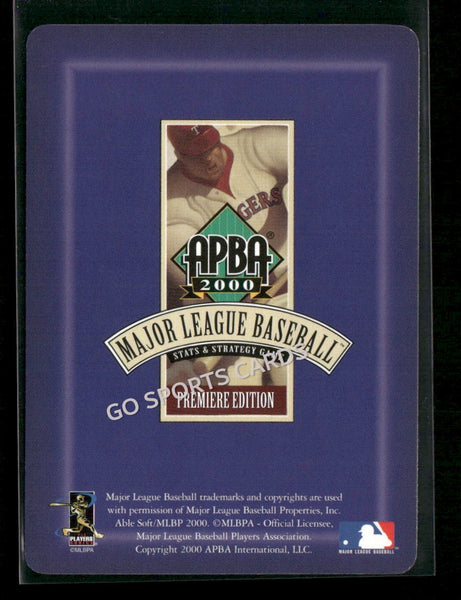 T
GERS
APBA®
2000
MAJOR LEAGUE BASEBALL™
STATS & STRATEGY GAME
GO SPORTS CARDS
PREMIERE EDITION
Major League Baseball trademarks and copyrights are used
with permission of Major League Baseball Properties, Inc.
Able Soft/MLBP 2000. ©MLBPA - Official Licensee,
Major League Baseball Players Association.
Copyright 2000 APBA International, LLC.
PLAYERS
CHOICE
©MLBPA
MAJOR LEAGUE BASEBALL